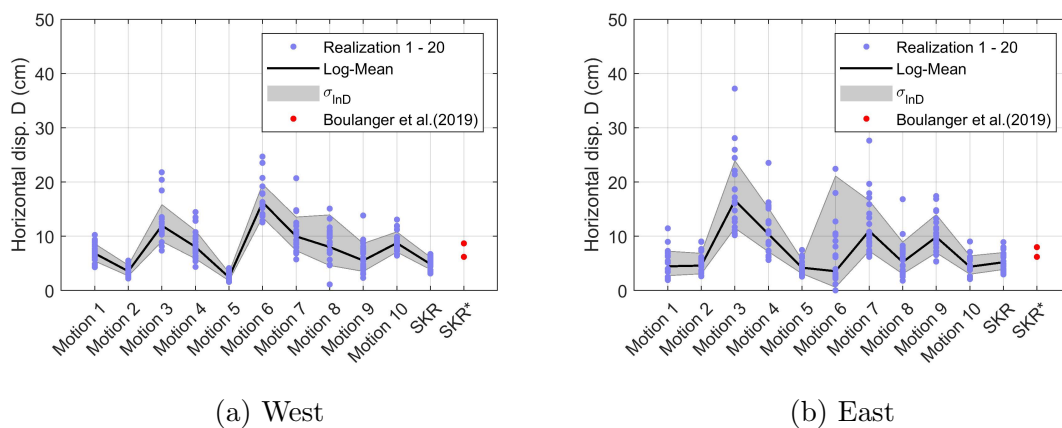 50
40
30
20
10
0
Horizontal disp. D (cm)
Realization 1 - 20
Log-Mean
σlnD
Boulanger et al.(2019)
Motion 1
Motion 2
Motion 3
Motion 4
Motion 5
Motion 6
Motion 7
Motion 8
Motion 9
Motion 10
SKR
SKR*
(a) West
50
40
30
20
10
0
Horizontal disp. D (cm)
Realization 1 - 20
Log-Mean
σlnD
Boulanger et al.(2019)
Motion 1
Motion 2
Motion 3
Motion 4
Motion 5
Motion 6
Motion 7
Motion 8
Motion 9
Motion 10
SKR
SKR*
(b) East